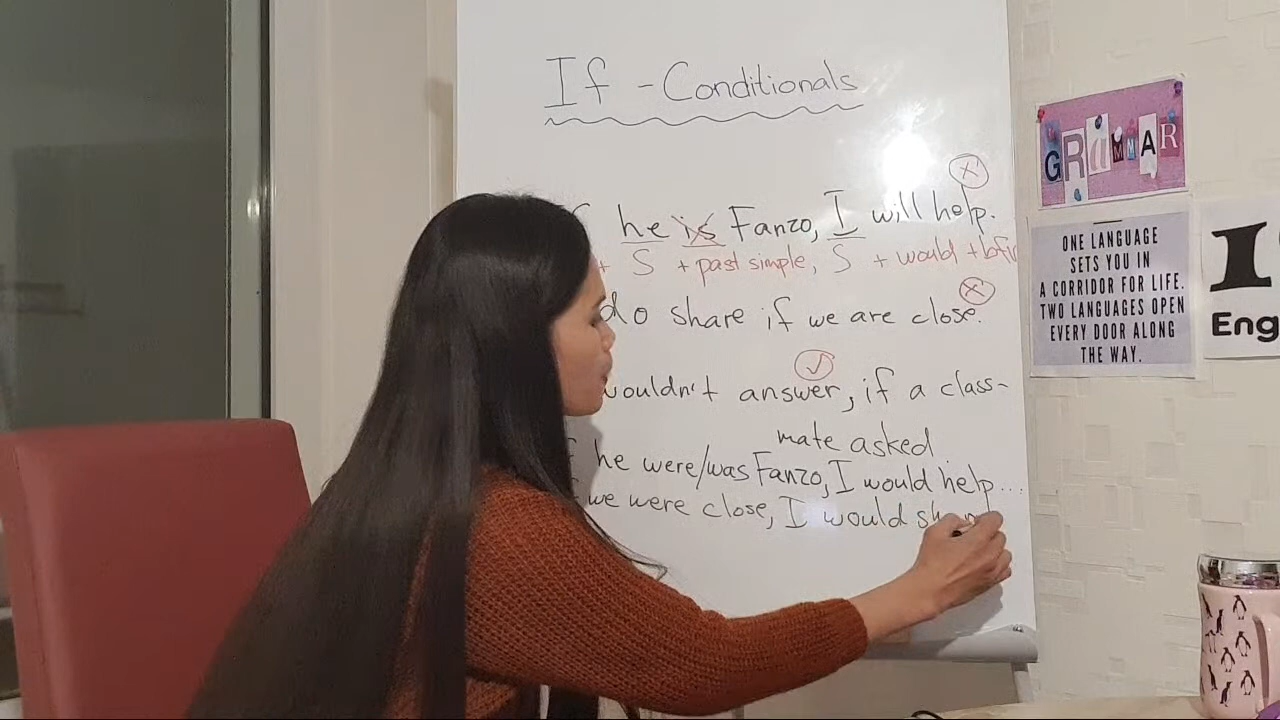 If - Conditionals
he is Fanzo, I will help.
+ S + past simple, S + would +
do share if we are close.
wouldn't answer, if a class-
mate asked
he were/was Fanzo, I would help...
we were close, I would
GRAMMAR
ONE LANGUAGE
SETS YOU IN
A CORRIDOR FOR LIFE.
TWO LANGUAGES OPEN
EVERY DOOR ALONG
THE WAY.
I
Eng